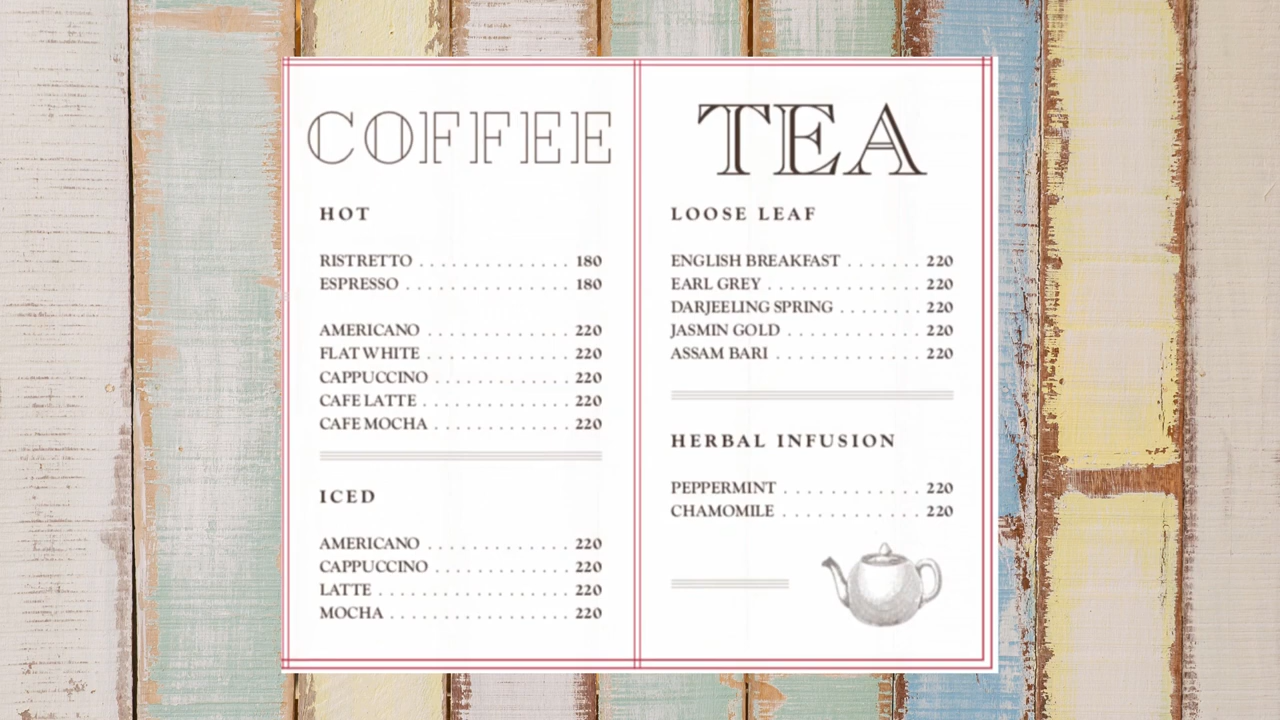 COFFEE
HOT
RISTRETTO . . . . . . . . . . . . . . 180
ESPRESSO . . . . . . . . . . . . . . . 180
AMERICANO . . . . . . . . . . . . . 220
FLAT WHITE . . . . . . . . . . . . . 220
CAPPUCCINO . . . . . . . . . . . . 220
CAFE LATTE . . . . . . . . . . . . . 220
CAFE MOCHA . . . . . . . . . . . . 220
ICED
AMERICANO . . . . . . . . . . . . . 220
CAPPUCCINO . . . . . . . . . . . . . 220
LATTE . . . . . . . . . . . . . . . . . 220
MOCHA . . . . . . . . . . . . . . . . 220
TEA
LOOSE LEAF
ENGLISH BREAKFAST . . . . . . . 220
EARL GREY . . . . . . . . . . . . . . 220
DARJEELING SPRING . . . . . . . . 220
JASMIN GOLD . . . . . . . . . . . . 220
ASSAM BARI . . . . . . . . . . . . . 220
HERBAL INFUSION
PEPPERMINT . . . . . . . . . . . . 220
CHAMOMILE . . . . . . . . . . . . 220